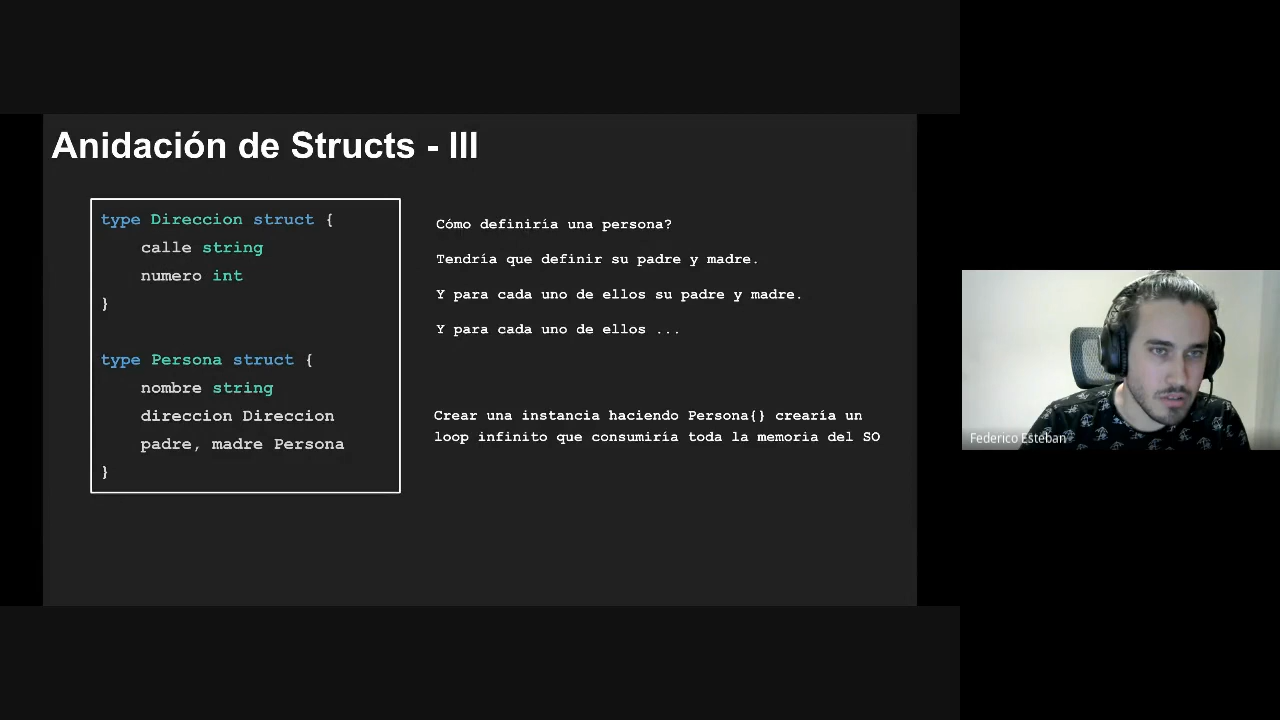 Anidación de Structs - III
type Direccion struct {
calle string
numero int
}
type Persona struct {
nombre string
direccion Direccion
padre, madre Persona
}
Cómo definiría una persona?
Tendría que definir su padre y madre.
Y para cada uno de ellos su padre y madre.
Y para cada uno de ellos ...
Crear una instancia haciendo Persona{} crearía un
loop infinito que consumiría toda la memoria del SO
Federico Esteban